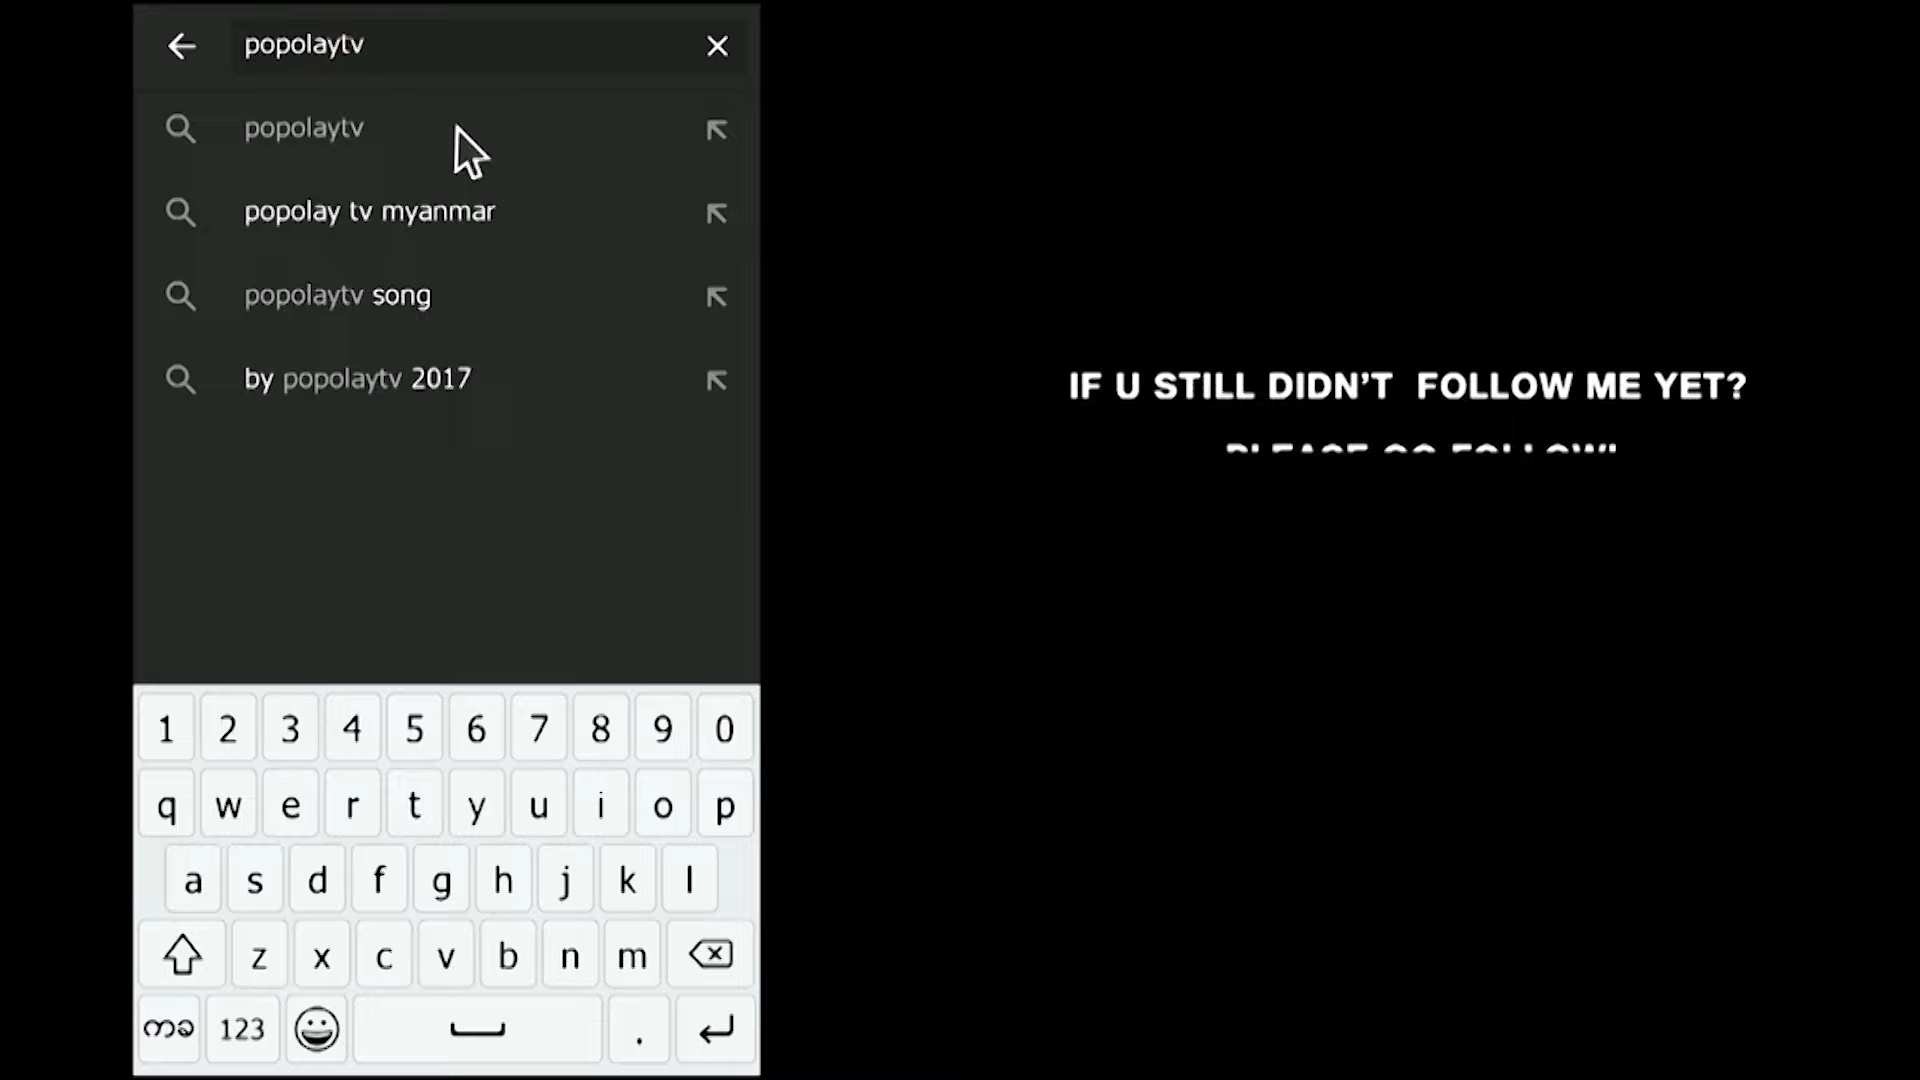 popolaytv
popolaytv
popolay tv myanmar
popolaytv song
by popolaytv 2017
IF U STILL DIDN'T FOLLOW ME YET?
1 2 3 4 5 6 7 8 9 0
q w e r t y u i o p
a s d f g h j k l
z x c v b n m
ကခ 123 .